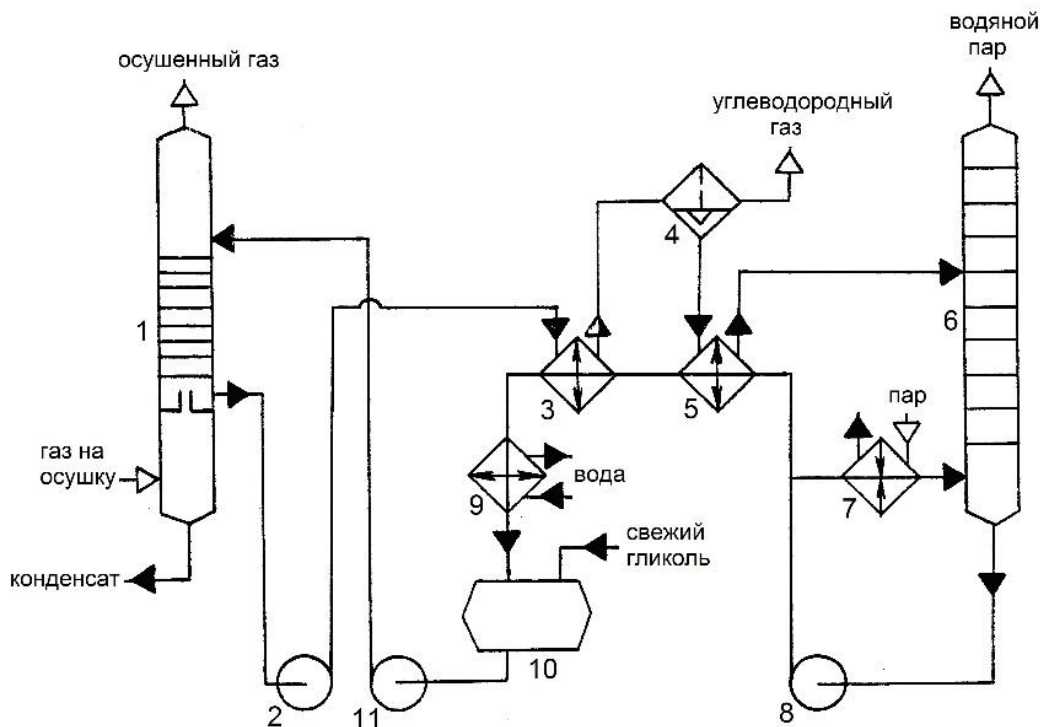 осушенный газ
водяной
пар
углеводородный
газ
4
1
6
3
5
пар
газ на
осушку
9
вода
7
свежий
гликоль
конденсат
10
2
11
8